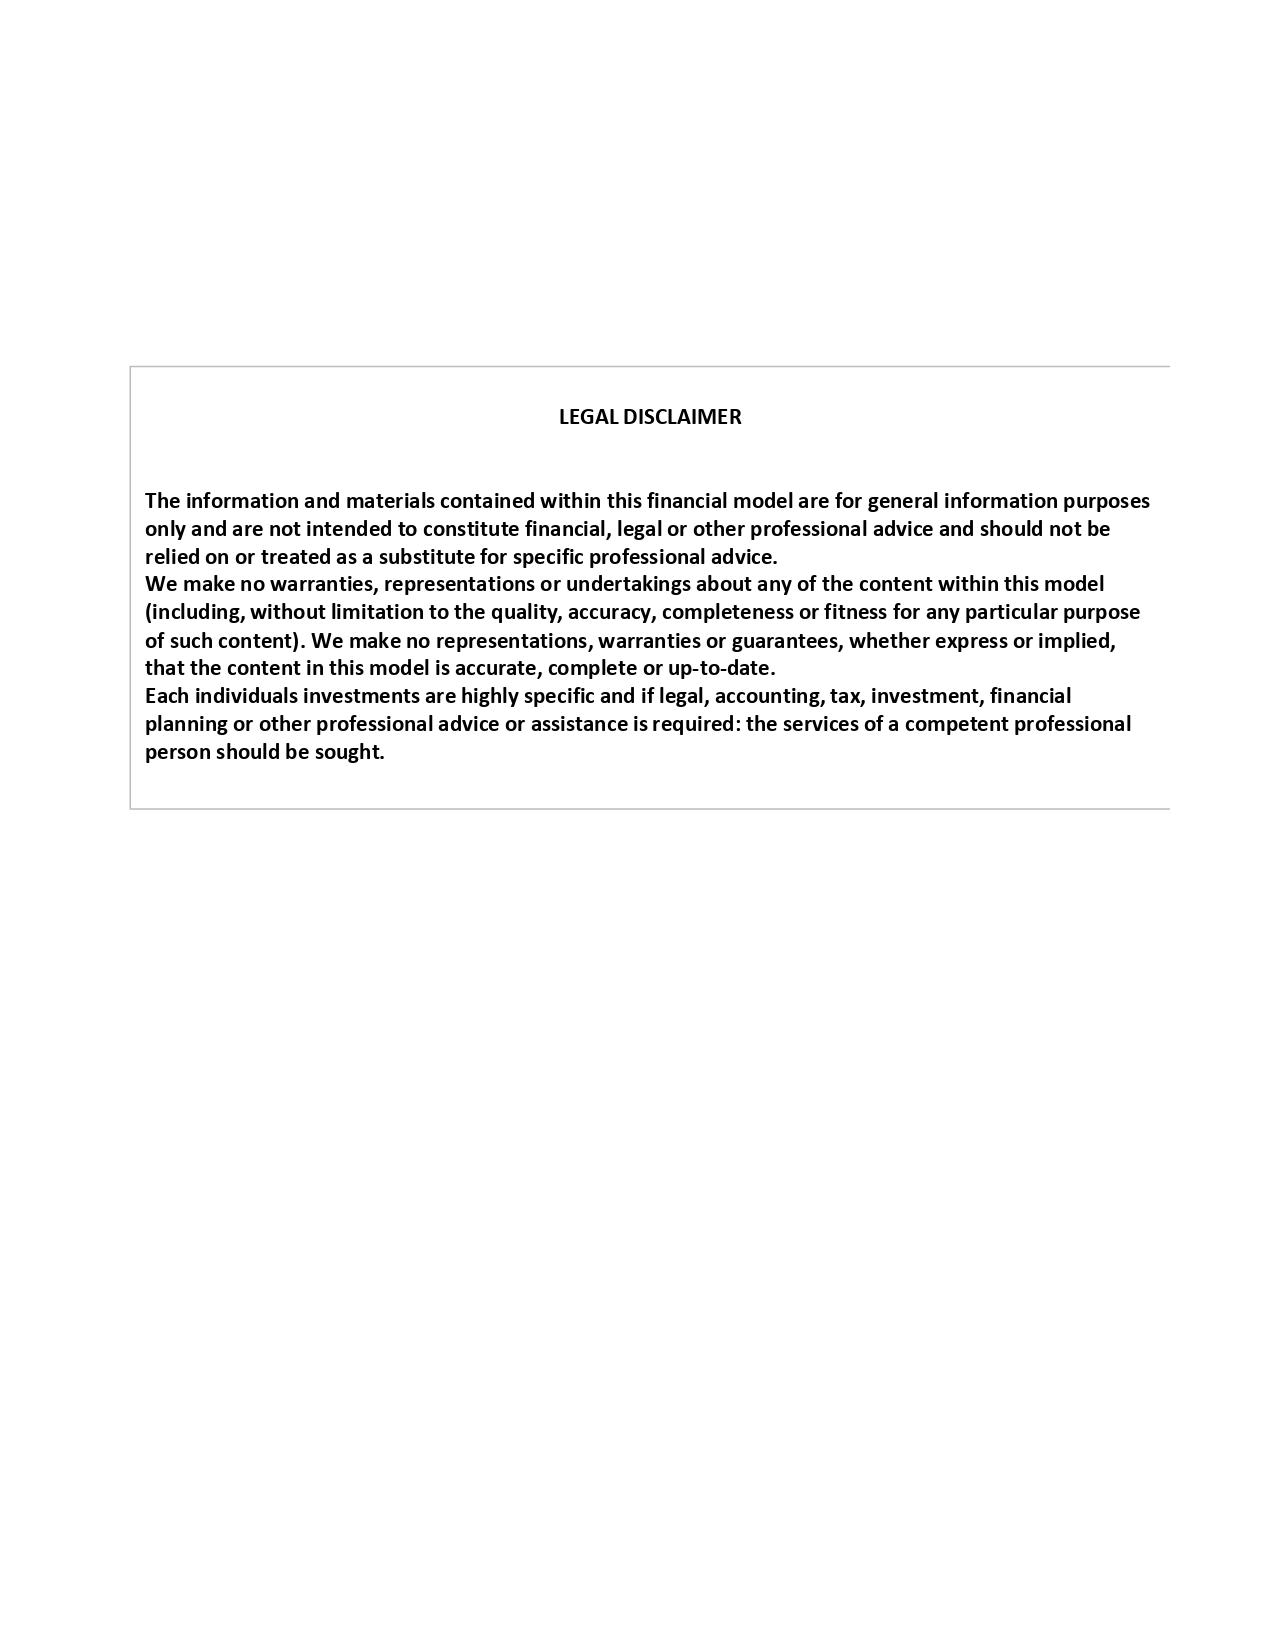 LEGAL DISCLAIMER
The information and materials contained within this financial model are for general information purposes
only and are not intended to constitute financial, legal or other professional advice and should not be
relied on or treated as a substitute for specific professional advice.
We make no warranties, representations or undertakings about any of the content within this model
(including, without limitation to the quality, accuracy, completeness or fitness for any particular purpose
of such content). We make no representations, warranties or guarantees, whether express or implied,
that the content in this model is accurate, complete or up-to-date.
Each individuals investments are highly specific and if legal, accounting, tax, investment, financial
planning or other professional advice or assistance is required: the services of a competent professional
person should be sought.